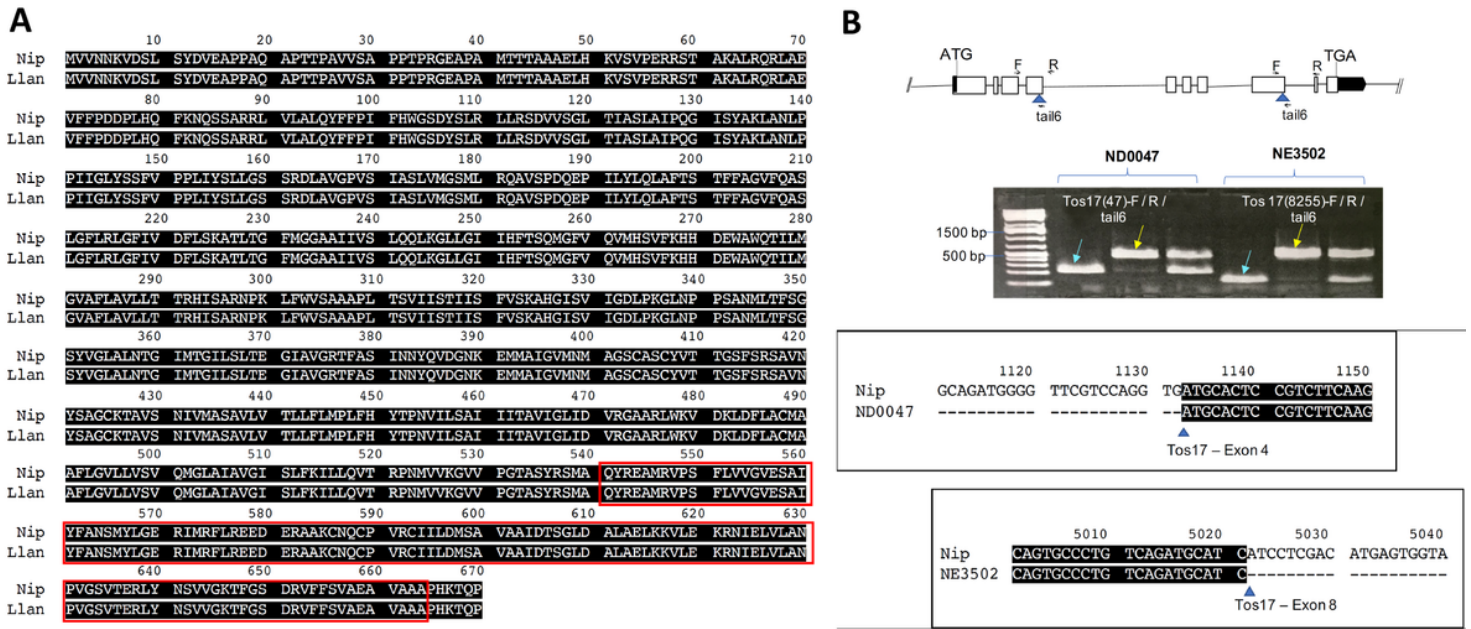 A
10 20 30 40 50 60 70
Nip MVVNNKVDSL SYDVEAPPAQ APTTPAVVSA PPTPRGEAPA MTTTAAAELH KVSVPERRST AKALRQRLAE
Llan MVVNNKVDSL SYDVEAPPAQ APTTPAVVSA PPTPRGEAPA MTTTAAAELH KVSVPERRST AKALRQRLAE
80 90 100 110 120 130 140
Nip VFFPDDPLHQ FKNQSSARRL VLALQYFFPI FHWGSDYSLR LLRSDVVSGL TIASLAIPQG ISYAKLANLP
Llan VFFPDDPLHQ FKNQSSARRL VLALQYFFPI FHWGSDYSLR LLRSDVVSGL TIASLAIPQG ISYAKLANLP
150 160 170 180 190 200 210
Nip PIIGLYSSFV PPLIYSLLGS SRDLAVGPVS IASLVMGSML RQAVSPDQEP ILYLQLAFTS TFFAGVFQAS
Llan PIIGLYSSFV PPLIYSLLGS SRDLAVGPVS IASLVMGSML RQAVSPDQEP ILYLQLAFTS TFFAGVFQAS
220 230 240 250 260 270 280
Nip LGFLRLGFIV DFLSKATLTG FMGGAAIIVS LQQLKGLLGI IHFTSQMGFV QVMHSVFKHH DEWAWQTILM
Llan LGFLRLGFIV DFLSKATLTG FMGGAAIIVS LQQLKGLLGI IHFTSQMGFV QVMHSVFKHH DEWAWQTILM
290 300 310 320 330 340 350
Nip GVAFLAVLLT TRHISARNPK LFWVSAAAPL TSVIISTIIS FVSKAHGISV IGDLPKGLNP PSANMLTFSG
Llan GVAFLAVLLT TRHISARNPK LFWVSAAAPL TSVIISTIIS FVSKAHGISV IGDLPKGLNP PSANMLTFSG
360 370 380 390 400 410 420
Nip SYVGLALNTG IMTGILSLTE GIAVGRTFAS INNYQVDGNK EMMAIGVMNM AGSCASCYVT TGSFSRSAVN
Llan SYVGLALNTG IMTGILSLTE GIAVGRTFAS INNYQVDGNK EMMAIGVMNM AGSCASCYVT TGSFSRSAVN
430 440 450 460 470 480 490
Nip YSAGCKTAVS NIVMASAVLV TLLFLMPLFH YTPNVILSAI IITAVIGLID VRGAARLWKV DKLDFLACMA
Llan YSAGCKTAVS NIVMASAVLV TLLFLMPLFH YTPNVILSAI IITAVIGLID VRGAARLWKV DKLDFLACMA
500 510 520 530 540 550 560
Nip AFLGVLLVSV QMGLAIAVGI SLFKILLQVT RPNMVVKGVV PGTASYRSMA QYREAMRVPS FLVVGVESAI
Llan AFLGVLLVSV QMGLAIAVGI SLFKILLQVT RPNMVVKGVV PGTASYRSMA QYREAMRVPS FLVVGVESAI
570 580 590 600 610 620 630
Nip YFANSMYLGE RIMRFLREED ERAAKCNQCP VRCIILDMSA VAAIDTSGLD ALAELKKVLE KRNIELVLAN
Llan YFANSMYLGE RIMRFLREED ERAAKCNQCP VRCIILDMSA VAAIDTSGLD ALAELKKVLE KRNIELVLAN
640 650 660 670
Nip PVGSVTERLY NSVVGKTFGS DRVFFSVAEA VAAAPHKTQP
Llan PVGSVTERLY NSVVGKTFGS DRVFFSVAEA VAAAPHKTQP
B
ATG F R F R TGA
tail6 tail6
ND0047 NE3502
Tos17(47)-F / R / tail6
Tos17(8255)-F / R / tail6
1500 bp
500 bp
1120 1130 1140 1150
Nip GCAGATGGGG TTCGTCCAGG TGATGCACTC CGTCTTCAAG
ND0047 ---------- ---------- --ATGCACTC CGTCTTCAAG
Tos17 – Exon 4
5010 5020 5030 5040
Nip CAGTGCCCTG TCAGATGCAT CATCCTCGAC ATGAGTGGTA
NE3502 CAGTGCCCTG TCAGATGCAT C--------- ----------
Tos17 – Exon 8